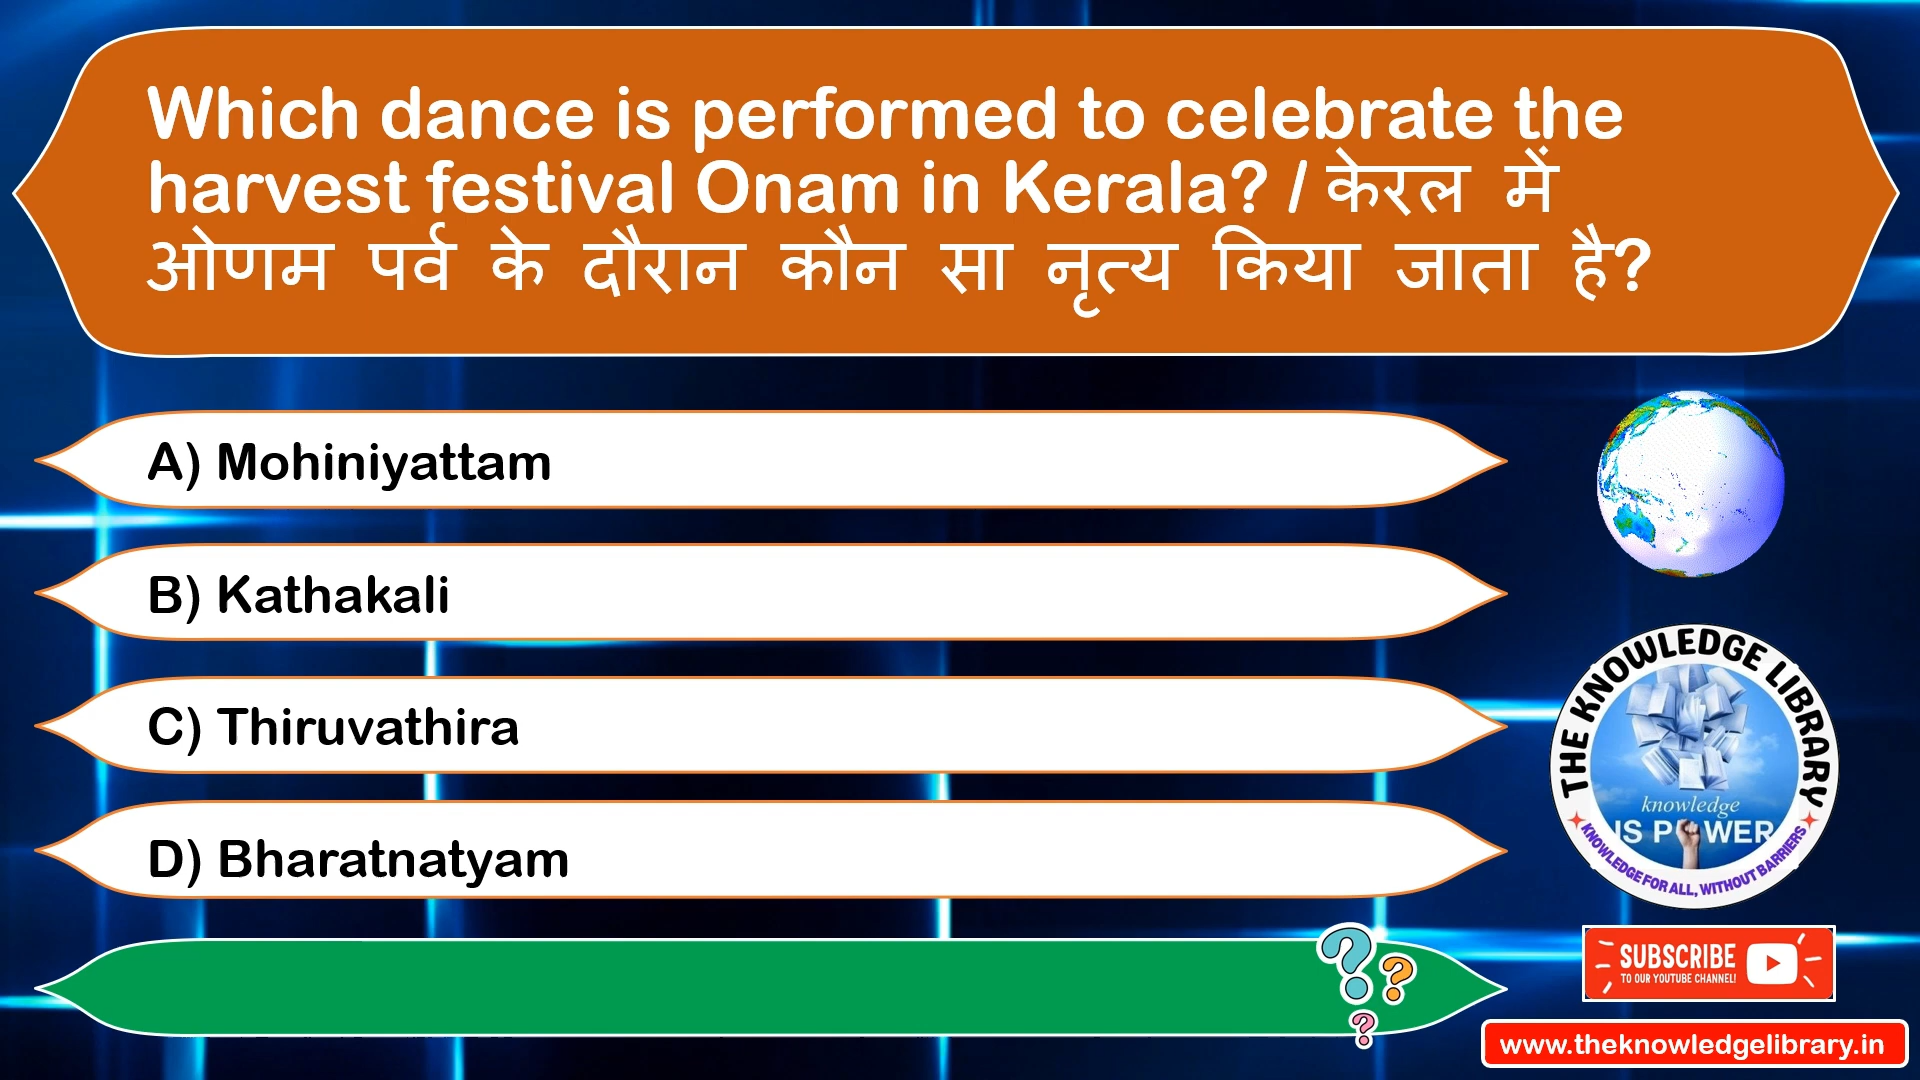 Which dance is performed to celebrate the
harvest festival Onam in Kerala? / केरल में
ओणम पर्व के दौरान कौन सा नृत्य किया जाता है?
A) Mohiniyattam
B) Kathakali
C) Thiruvathira
D) Bharatnatyam
THE KNOWLEDGE LIBRARY
knowledge
IS POWER
KNOWLEDGE FOR ALL, WITHOUT BARRIERS
SUBSCRIBE
TO OUR YOUTUBE CHANNEL!
www.theknowledgelibrary.in